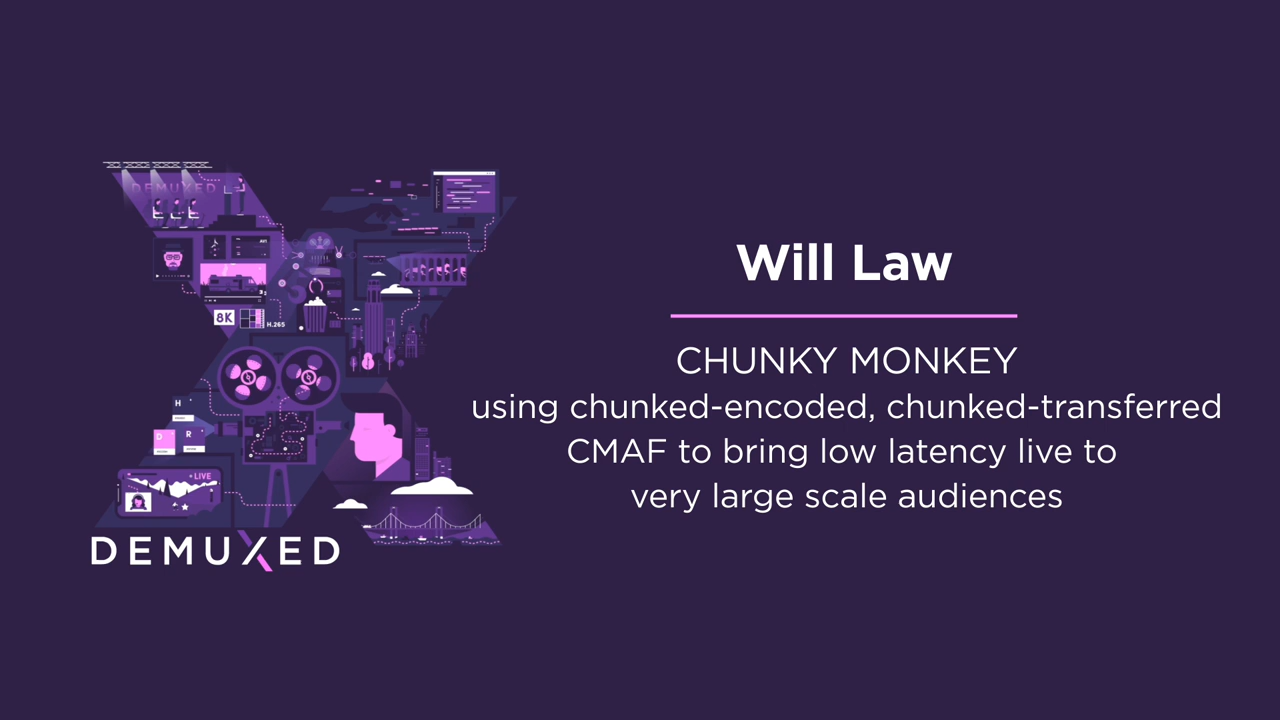 DEMUXED
AVI
8K
H.265
H
D R
LIVE
DEMUXED
Will Law
CHUNKY MONKEY
using chunked-encoded, chunked-transferred
CMAF to bring low latency live to
very large scale audiences